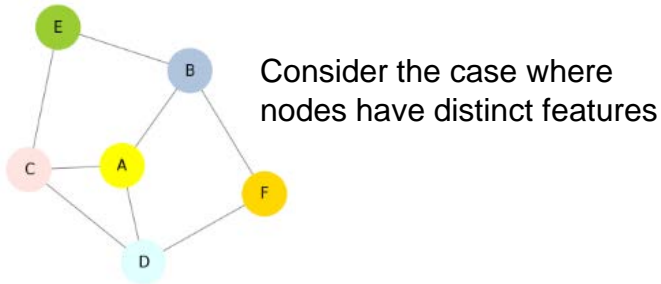 E
B
Consider the case where
nodes have distinct features
C
A
F
D